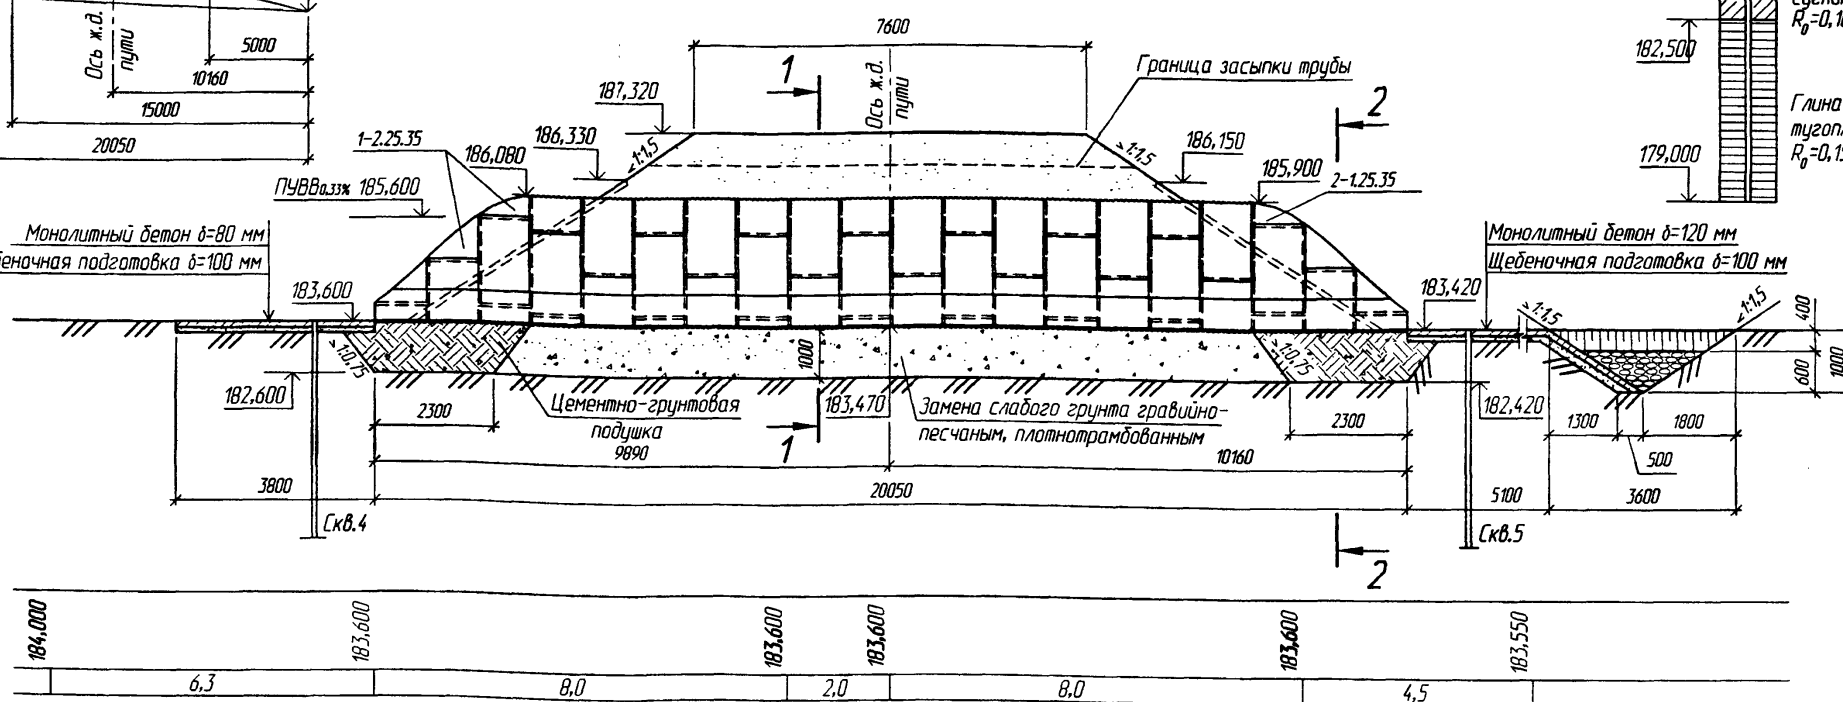 Ось ж.д.
пути
5000
10160
15000
20050
7600
1
Ось ж.д.
пути
Граница засыпки трубы
2
187,320
186,330
>1:1,5
>1:1,5
186,150
1-2.25.35
186,080
185,900
2-1.25.35
ПУВВ0.33% 185,600
Монолитный бетон δ=80 мм
подготовка δ=100 мм
183,600
Монолитный бетон δ=120 мм
Щебеночная подготовка δ=100 мм
183,420
>1:1,5
<1:1,5
400
600
1000
>1:0,75
1000
>1:0,75
182,600
2300
Цементно-грунтовая
подушка
183,470
Замена слабого грунта гравийно-
песчаным, плотнотрамбованным
2300
182,420
1300
1800
500
1
9890
10160
3800
20050
5100
3600
Скв.4
Скв.5
2
182,500
179,000
R₀=0,1
Глина
тугопл
R₀=0,1
184,000
183,600
183,600
183,600
183,600
183,550
6,3
8,0
2,0
8,0
4,5